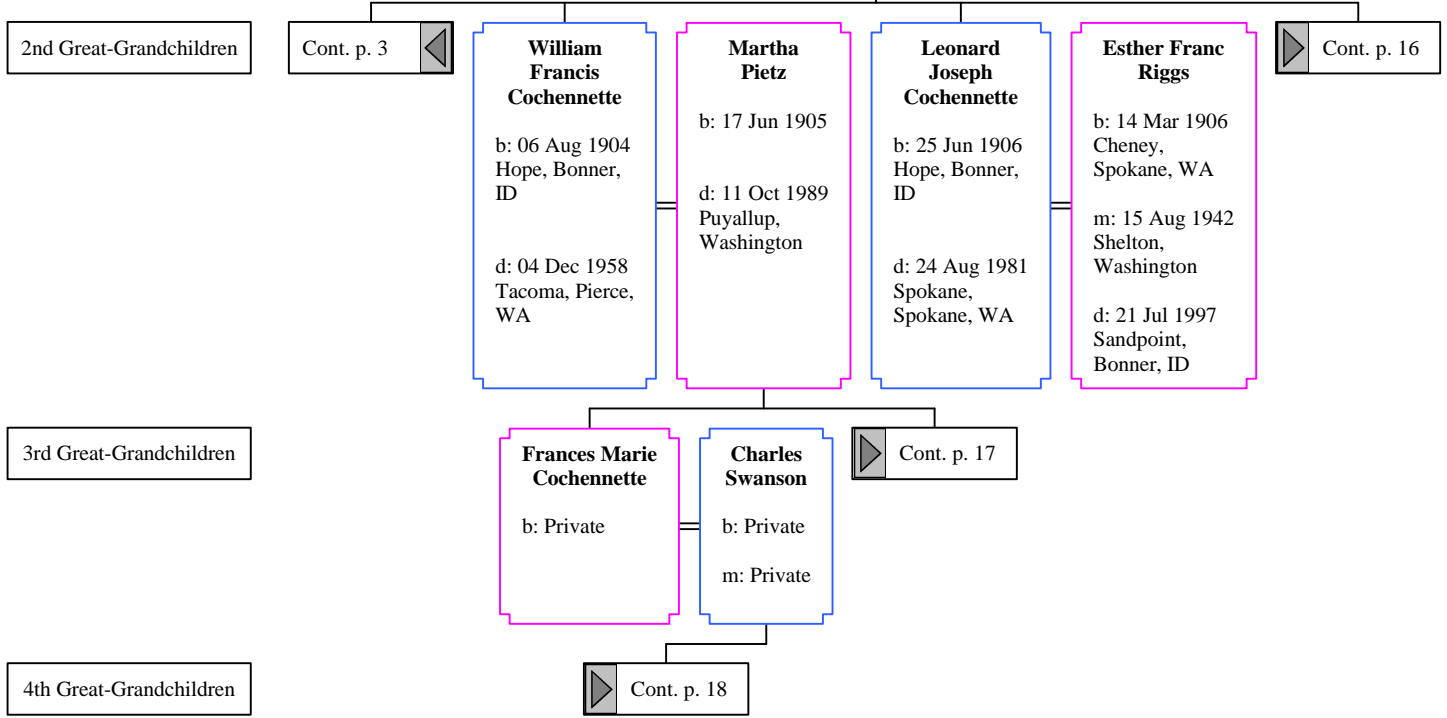 2nd Great-Grandchildren
Cont. p. 3
William
Francis
Cochennette
b: 06 Aug 1904
Hope, Bonner,
ID
d: 04 Dec 1958
Tacoma, Pierce,
WA
Martha
Pietz
b: 17 Jun 1905
d: 11 Oct 1989
Puyallup,
Washington
Leonard
Joseph
Cochennette
b: 25 Jun 1906
Hope, Bonner,
ID
d: 24 Aug 1981
Spokane,
Spokane, WA
Esther Franc
Riggs
b: 14 Mar 1906
Cheney,
Spokane, WA
m: 15 Aug 1942
Shelton,
Washington
d: 21 Jul 1997
Sandpoint,
Bonner, ID
Cont. p. 16
3rd Great-Grandchildren
Frances Marie
Cochennette
b: Private
Charles
Swanson
b: Private
m: Private
Cont. p. 17
4th Great-Grandchildren
Cont. p. 18